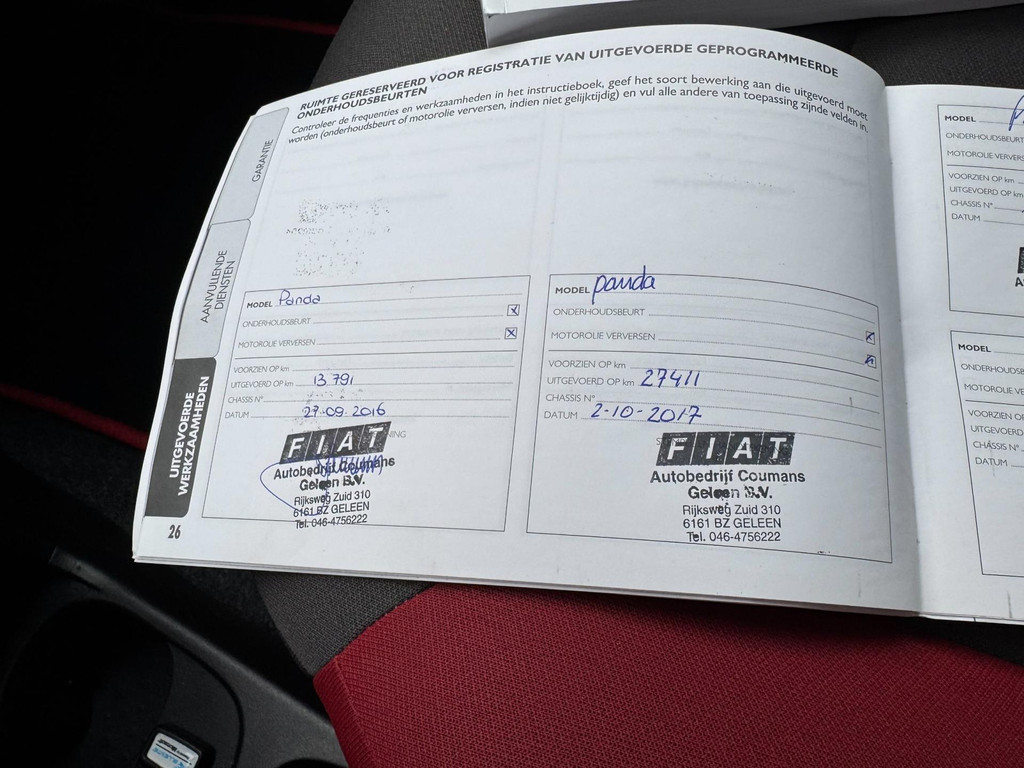 RUIMTE GERESERVEERD VOOR REGISTRATIE VAN UITGEVOERDE GEPROGRAMMEERDE
ONDERHOUDSBEURTEN
Controleer de frequenties en werkzaamheden in het instructieboek, geef het soort bewerking aan die uitgevoerd moet
worden (onderhoudsbeurt of motorolie verversen, indien niet gelijktijdig) en vul alle andere van toepassing zijnde velden in.
GARANTIE
AANVULLENDE
DIENSTEN
UITGEVOERDE
WERKZAAMHEDEN
26
MODEL Panda
ONDERHOUDSBEURT
MOTOROLIE VERVERSEN
VOORZIEN OP km
UITGEVOERD OP km 13 791
CHASSIS N°
DATUM 27-09-2016
FIAT
Autobedrijf Coumans
Geleen B.V.
Rijksweg Zuid 310
6161 BZ GELEEN
Tel. 046-4756222
MODEL panda
ONDERHOUDSBEURT
MOTOROLIE VERVERSEN
VOORZIEN OP km
UITGEVOERD OP km 27411
CHASSIS N°
DATUM 2-10-2017
FIAT
Autobedrijf Coumans
Geleen B.V.
Rijksweg Zuid 310
6161 BZ GELEEN
Tel. 046-4756222
MODEL
ONDERHOUDSBEURT
MOTOROLIE
VOORZIEN OP km
UITGEVOERD OP km
CHASSIS N°
DATUM
MODEL
MOTOROLIE
VOORZIEN OP
UITGEVOERD
CHASSIS N°
DATUM